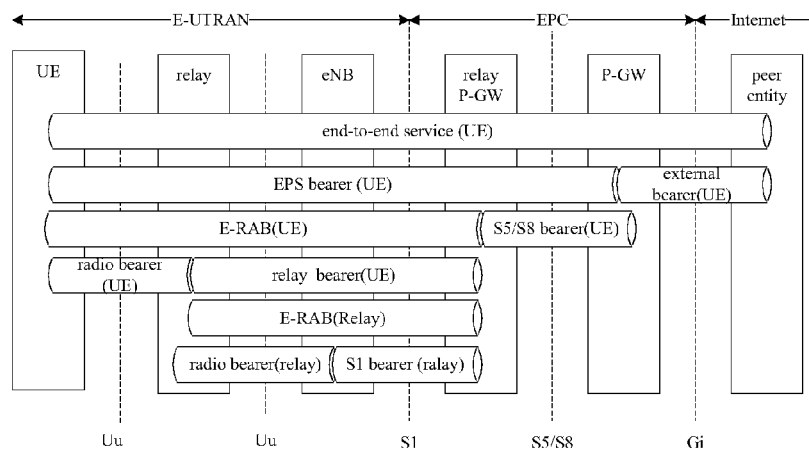 E-UTRAN EPC Internet
UE relay eNB relay P-GW P-GW peer cntity
end-to-end service (UE)
EPS bearer (UE) external bcarcr(UE)
E-RAB(UE) S5/S8 bearer(UE)
radio bearer (UE) relay bearer(UE)
E-RAB(Relay)
radio bearer(relay) S1 bearer (ralay)
Uu Uu S1 S5/S8 Gi